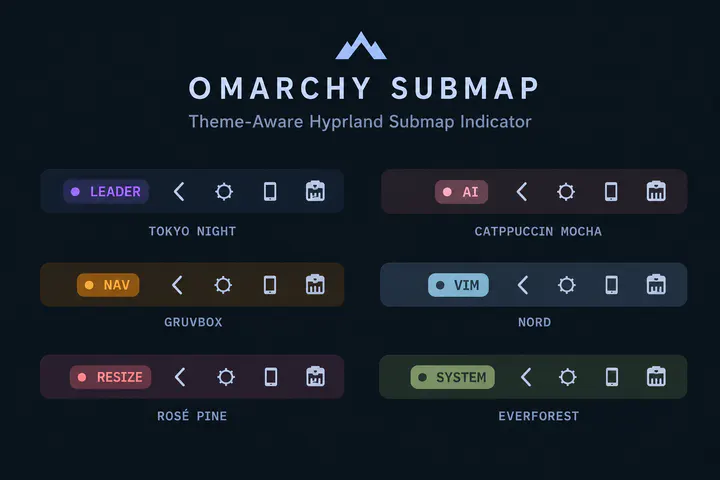 OMARCHY SUBMAP
Theme-Aware Hyprland Submap Indicator
LEADER
TOKYO NIGHT
AI
CATPPUCCIN MOCHA
NAV
GRUVBOX
VIM
NORD
RESIZE
ROSÉ PINE
SYSTEM
EVERFOREST